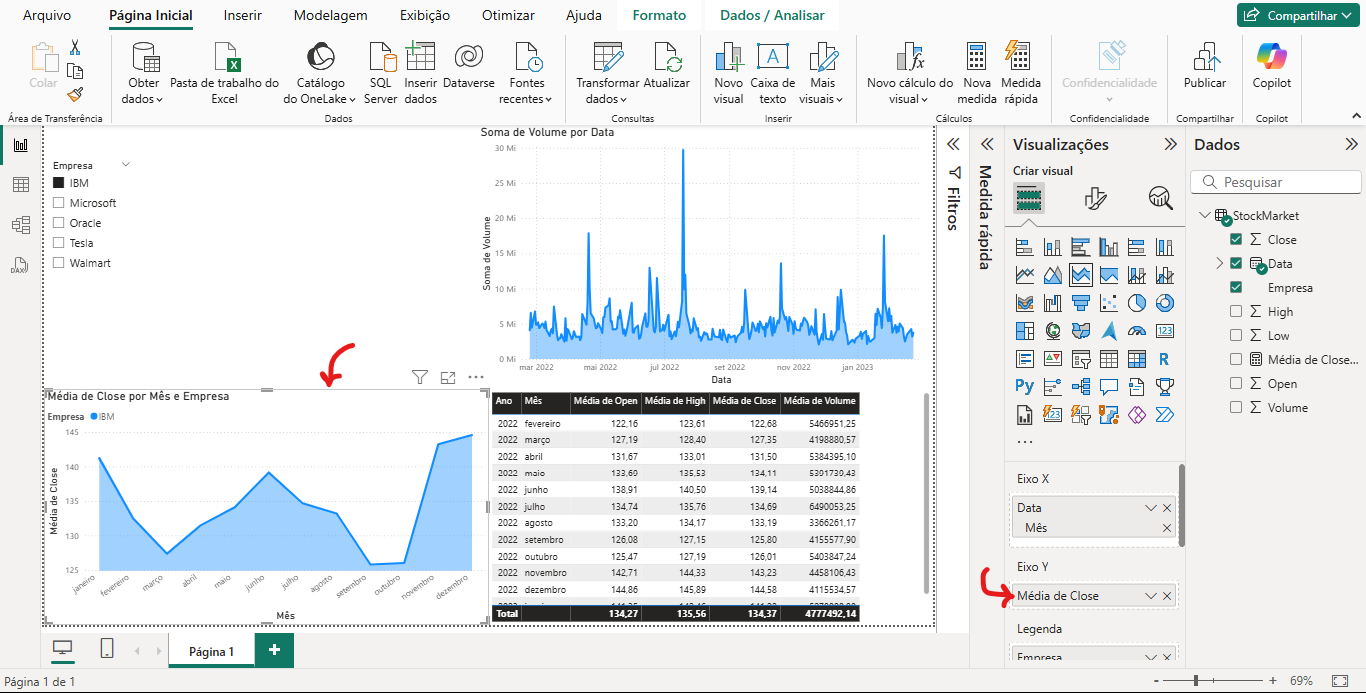 Arquivo Página Inicial Inserir Modelagem Exibição Otimizar Ajuda Formato Dados / Analisar Compartilhar
Colar
Área de Transferência
Obter dados
Pasta de trabalho do Excel
Catálogo do OneLake
SQL Server
Inserir dados
Dataverse
Fontes recentes
Dados
Transformar dados
Atualizar
Consultas
Novo visual
Caixa de texto
Mais visuais
Inserir
Novo cálculo do visual
Nova medida
Medida rápida
Cálculos
Confidencialidade
Confidencialidade
Publicar
Compartilhar
Copilot
Copilot
Empresa
IBM
Microsoft
Oracle
Tesla
Walmart
Soma de Volume por Data
Soma de Volume
30 Mi
25 Mi
20 Mi
15 Mi
10 Mi
5 Mi
0 Mi
mar 2022 mai 2022 jul 2022 set 2022 nov 2022 jan 2023
Data
Média de Close por Mês e Empresa
Empresa IBM
Média de Close
145
140
135
130
125
janeiro fevereiro março abril maio junho julho agosto setembro outubro novembro dezembro
Mês
Ano Mês Média de Open Média de High Média de Close Média de Volume
2022 fevereiro 122,16 123,61 122,68 5466951,25
2022 março 127,19 128,40 127,35 4198880,57
2022 abril 131,67 133,01 131,50 5384395,10
2022 maio 133,69 135,53 134,11 5391739,43
2022 junho 138,91 140,50 139,14 5038844,86
2022 julho 134,74 135,76 134,69 6490053,25
2022 agosto 133,20 134,17 133,19 3366261,17
2022 setembro 126,08 127,15 125,80 4155577,90
2022 outubro 125,47 127,19 126,01 5403847,24
2022 novembro 142,71 144,33 143,23 4458106,43
2022 dezembro 144,86 145,89 144,58 4115534,57
Total 134,27 135,56 134,37 4777492,14
Filtros
Medida rápida
Visualizações
Criar visual
R
Py
123
123
...
Eixo X
Data
Mês
Eixo Y
Média de Close
Legenda
Empresa
Dados
Pesquisar
StockMarket
Close
Data
Empresa
High
Low
Média de Close...
Open
Volume
Página 1
Página 1 de 1
- + 69%